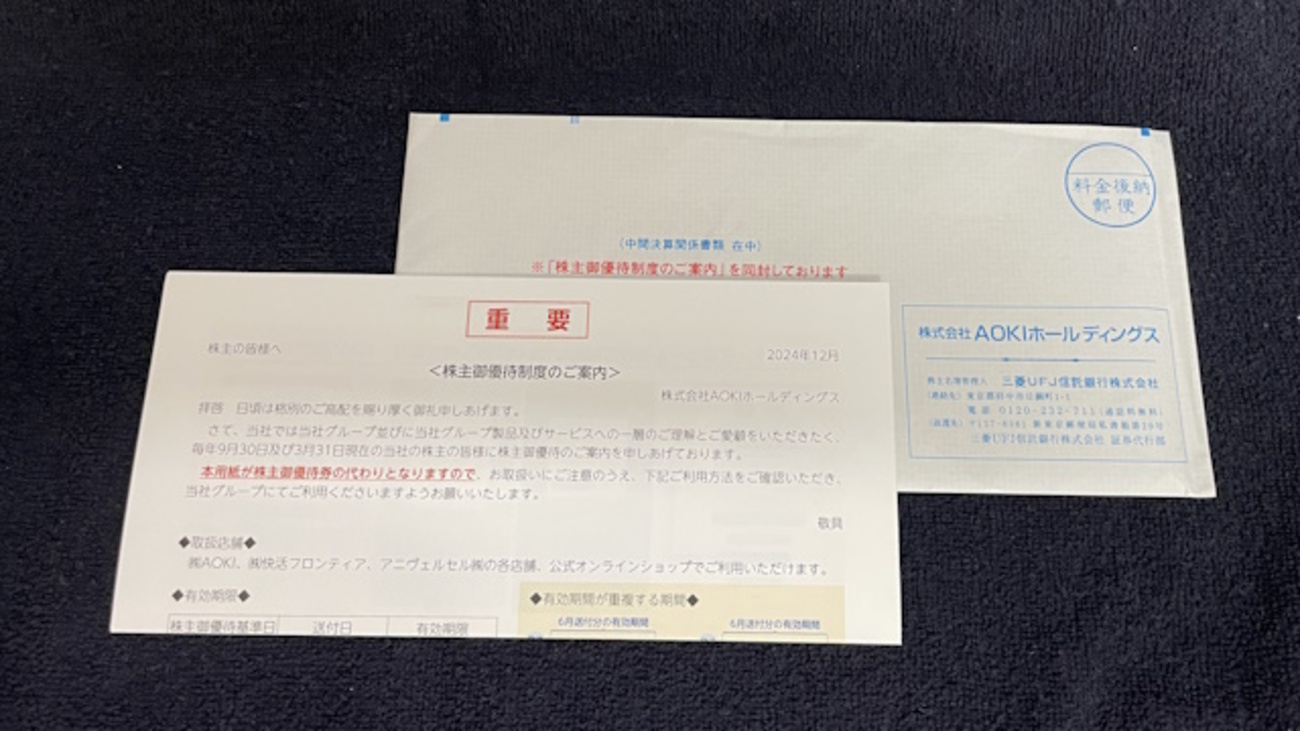 料金後納
郵便
(中間決算関係書類 在中)
※「株主御優待制度のご案内」を同封しております
株式会社 AOKIホールディングス
株主名簿管理人 三菱UFJ信託銀行株式会社
電話 0120-232-711(通話料無料)
三菱UFJ信託銀行株式会社 証券代行部
重 要
株主の皆様へ
2024年12月
<株主御優待制度のご案内>
株式会社AOKIホールディングス
拝啓 日頃は格別のご高配を賜り厚く御礼申しあげます。
さて、当社では当社グループ並びに当社グループ製品及びサービスへの一層のご理解とご愛顧をいただきたく、
毎年9月30日及び3月31日現在の当社の株主の皆様に株主御優待のご案内を申しあげております。
本用紙が株主御優待券の代わりとなりますので、お取扱いにご注意のうえ、下記ご利用方法をご確認いただき、
当社グループにてご利用くださいますようお願いいたします。
敬具
◆取扱店舗◆
㈱AOKI、㈱快活フロンティア、アニヴェルセル㈱の各店舗、公式オンラインショップでご利用いただけます。
◆有効期限◆
◆有効期間が重複する期間◆
株主御優待基準日 送付日 有効期限
6月送付分の有効期間 6月送付分の有効期間